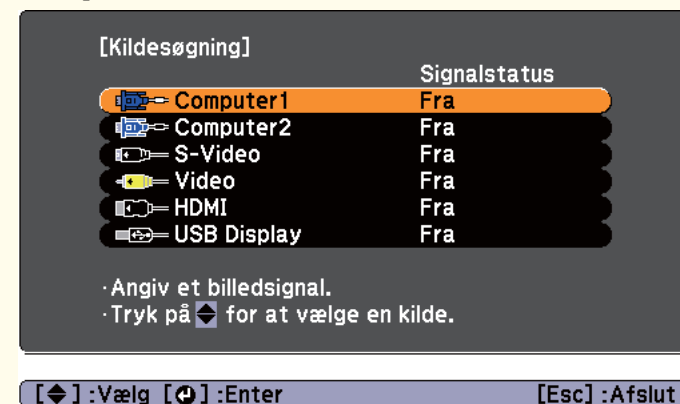 [Kildesøgning]
Signalstatus
Computer1 Fra
Computer2 Fra
S-Video Fra
Video Fra
HMDI Fra
USB Display Fra
·Angiv et billedsignal.
·Tryk på for at vælge en kilde.
[ ] :Vælg [ ] :Enter [Esc] :Afslut